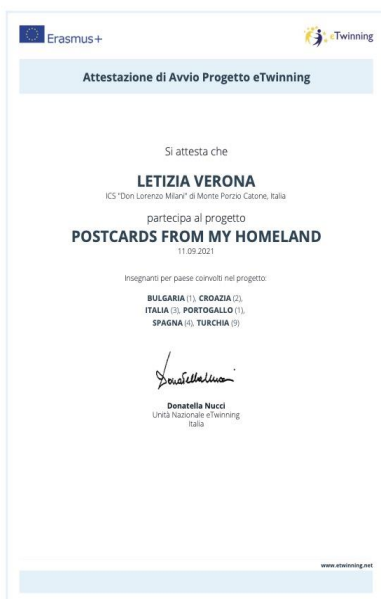 Erasmus+
eTwinning
Attestazione di Avvio Progetto eTwinning
Si attesta che
LETIZIA VERONA
ICS "Don Lorenzo Milani" di Monte Porzio Catone, Italia
partecipa al progetto
POSTCARDS FROM MY HOMELAND
11.09.2021
Insegnanti per paese coinvolti nel progetto:
BULGARIA (1), CROAZIA (2),
ITALIA (3), PORTOGALLO (1),
SPAGNA (4), TURCHIA (9)
Donatella Nucci
Donatella Nucci
Unità Nazionale eTwinning
Italia
www.etwinning.net